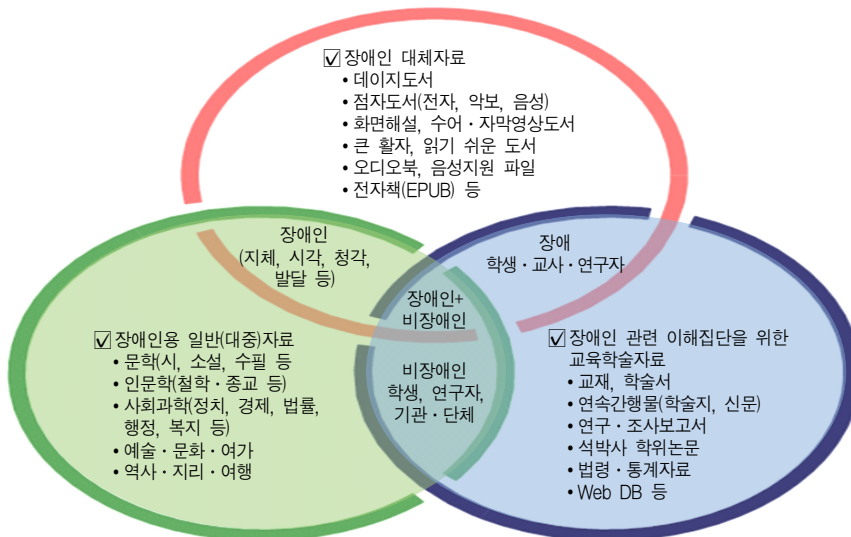 ☑ 장애인 대체자료
• 데이지도서
• 점자도서(전자, 악보, 음성)
• 화면해설, 수어・자막영상도서
• 큰 활자, 읽기 쉬운 도서
• 오디오북, 음성지원 파일
• 전자책(EPUB) 등
장애인
(지체, 시각, 청각,
발달 등)
장애
학생・교사・연구자
장애인+
비장애인
비장애인
학생, 연구자,
기관・단체
☑ 장애인용 일반(대중)자료
• 문학(시, 소설, 수필 등
• 인문학(철학・종교 등)
• 사회과학(정치, 경제, 법률,
행정, 복지 등)
• 예술・문화・여가
• 역사・지리・여행
☑ 장애인 관련 이해집단을 위한
교육학술자료
• 교재, 학술서
• 연속간행물(학술지, 신문)
• 연구・조사보고서
• 석박사 학위논문
• 법령・통계자료
• Web DB 등